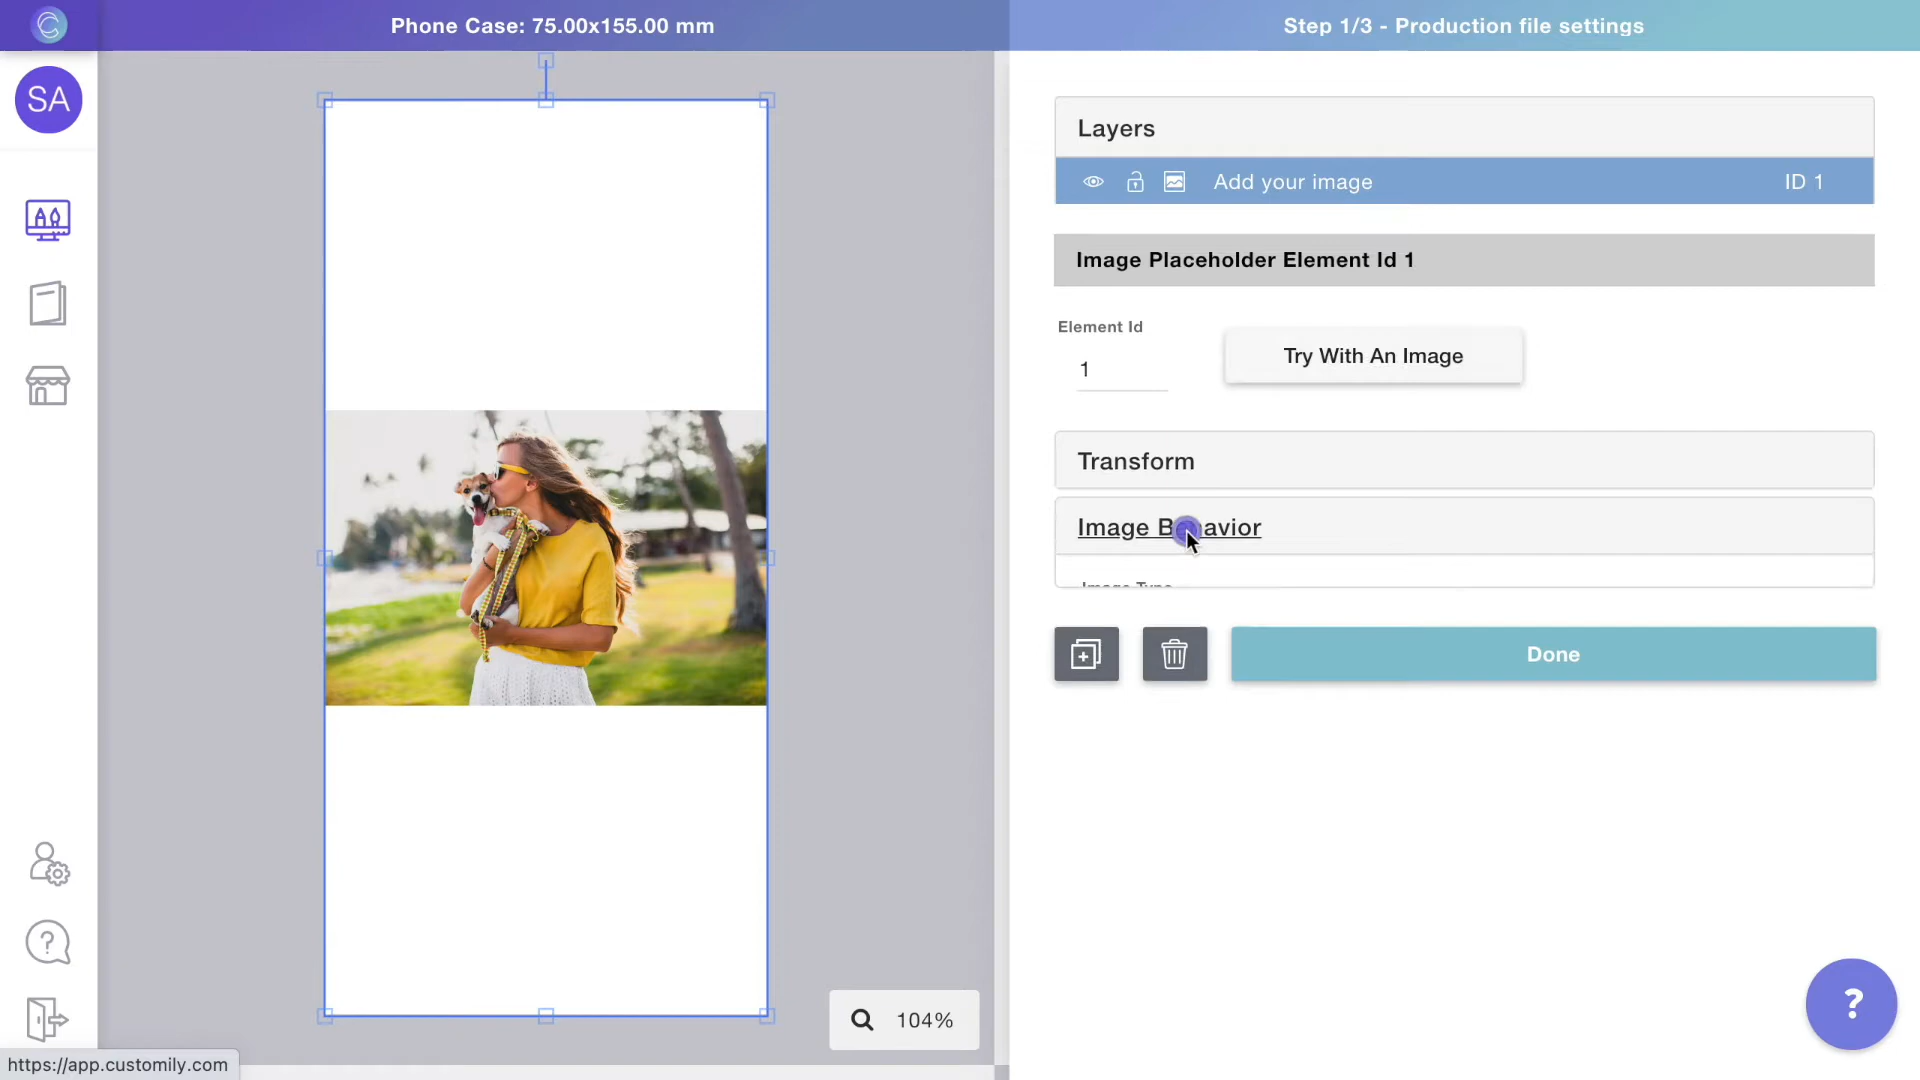 Phone Case: 75.00x155.00 mm
Step 1/3 - Production file settings
SA
Layers
Add your image ID 1
Image Placeholder Element Id 1
Element Id
1
Try With An Image
Transform
Image Behavior
Image Type
Done
104%
?
https://app.customily.com